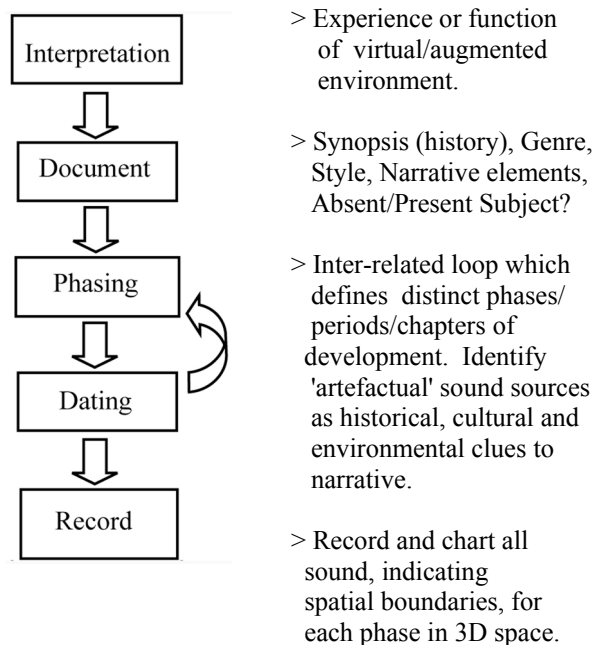 Interpretation
Document
Phasing
Dating
Record
> Experience or function
of virtual/augmented
environment.
> Synopsis (history), Genre,
Style, Narrative elements,
Absent/Present Subject?
> Inter-related loop which
defines distinct phases/
periods/chapters of
development. Identify
'artefactual' sound sources
as historical, cultural and
environmental clues to
narrative.
> Record and chart all
sound, indicating
spatial boundaries, for
each phase in 3D space.